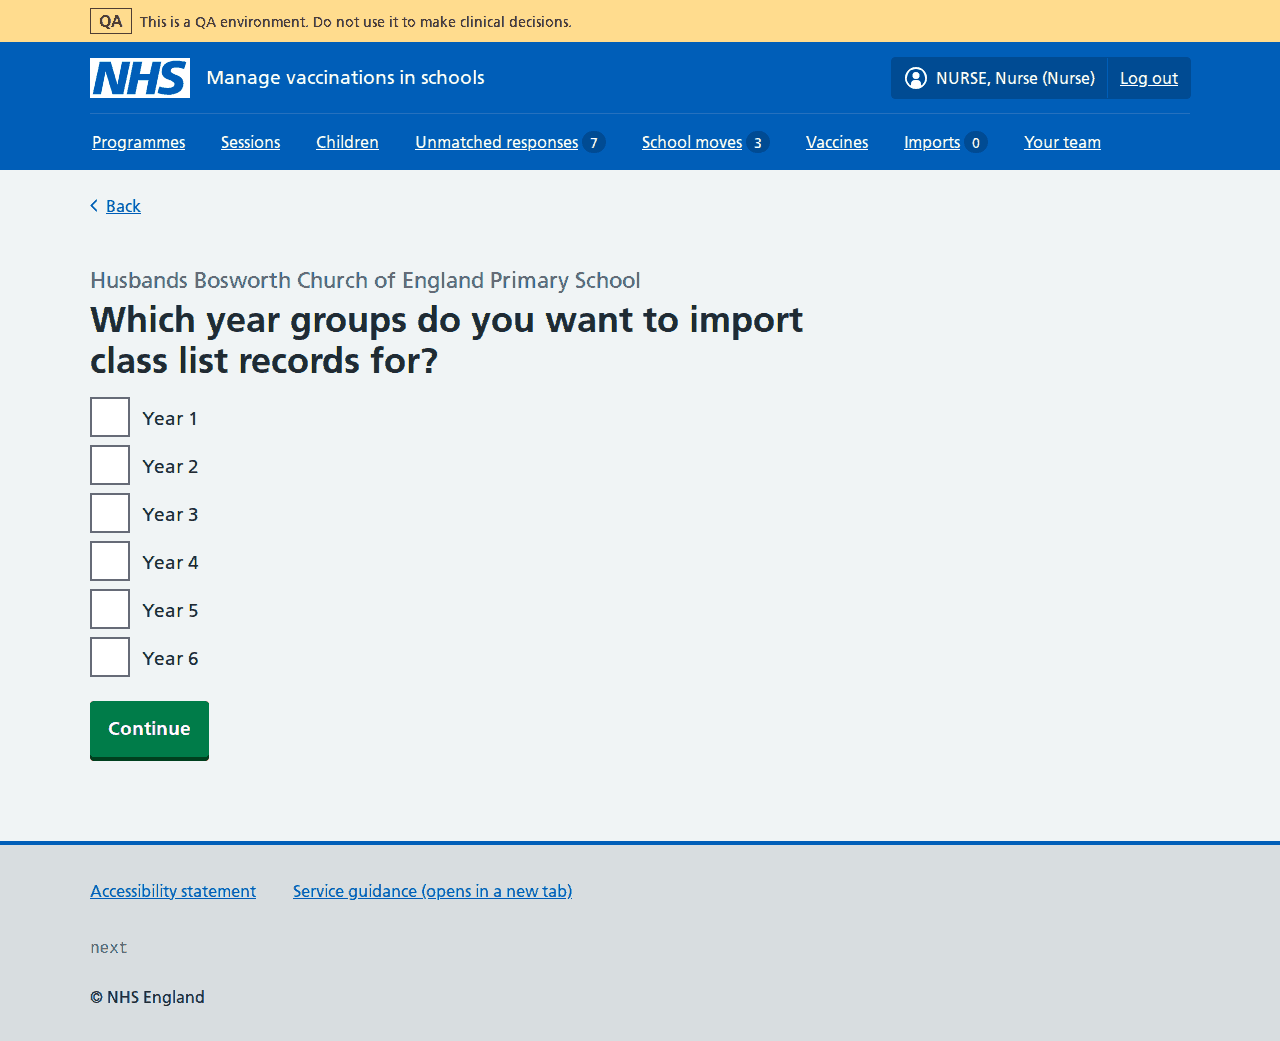 QA This is a QA environment. Do not use it to make clinical decisions.
NHS Manage vaccinations in schools NURSE, Nurse (Nurse) Log out
Programmes Sessions Children Unmatched responses 7 School moves 3 Vaccines Imports 0 Your team
Back
Husbands Bosworth Church of England Primary School
Which year groups do you want to import
class list records for?
Year 1
Year 2
Year 3
Year 4
Year 5
Year 6
Continue
Accessibility statement Service guidance (opens in a new tab)
next
© NHS England